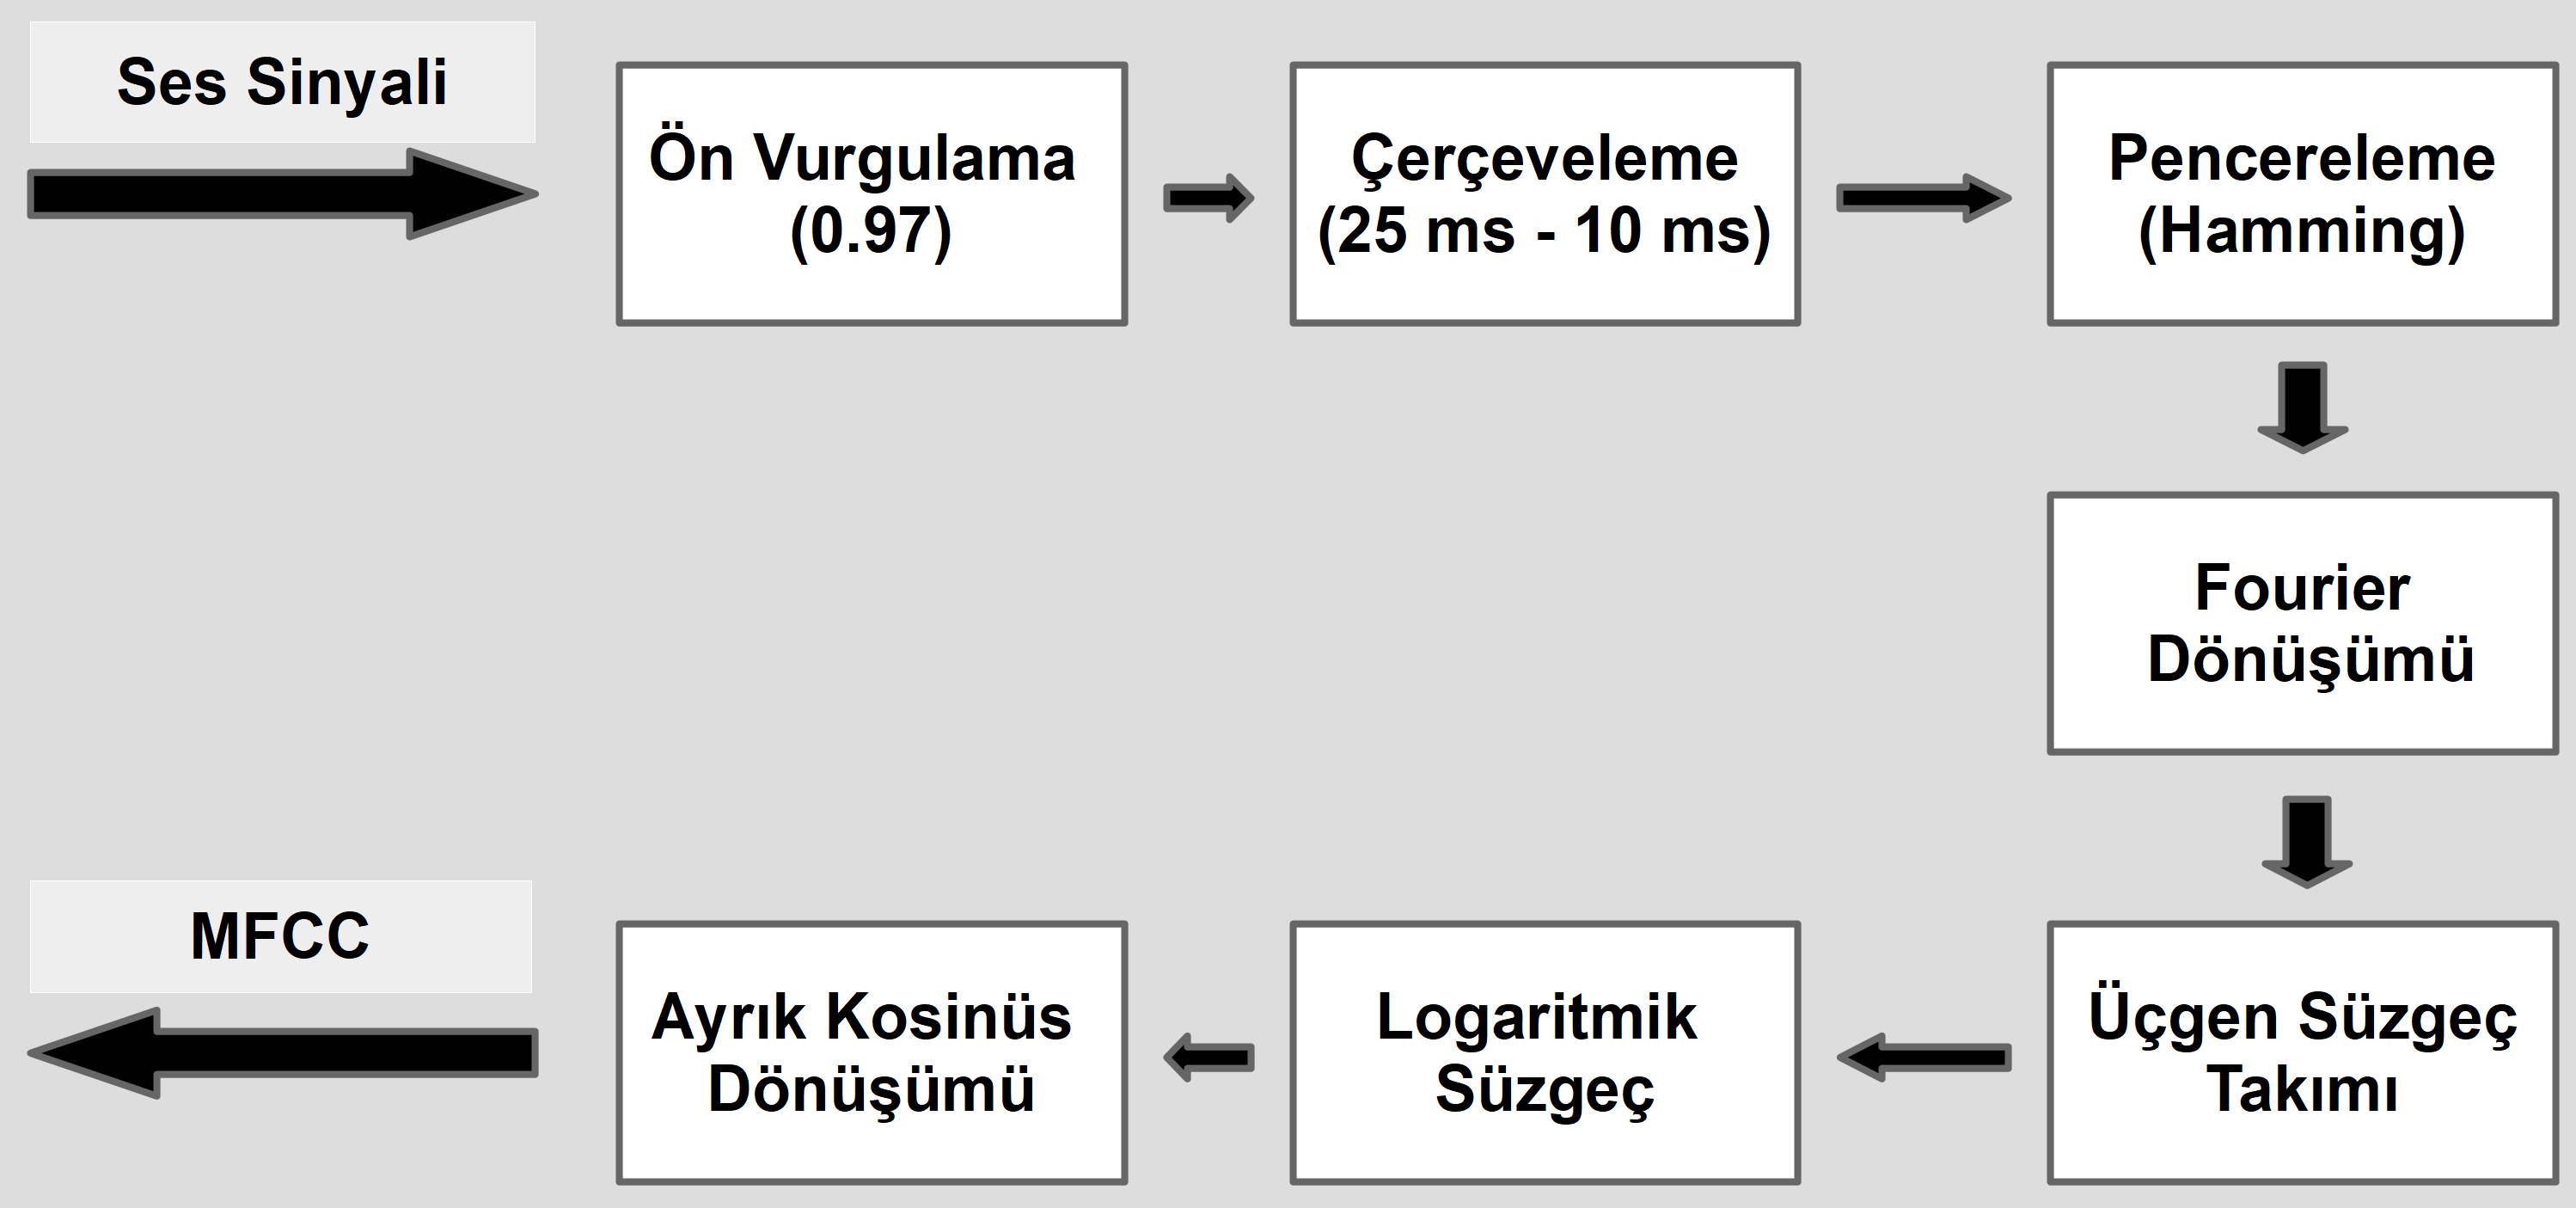 Ses Sinyali
Ön Vurgulama
(0.97)
Çerçeveleme
(25 ms - 10 ms)
Pencereleme
(Hamming)
Fourier
Dönüşümü
Üçgen Süzgeç
Takımı
Logaritmik
Süzgeç
Ayrık Kosinüs
Dönüşümü
MFCC